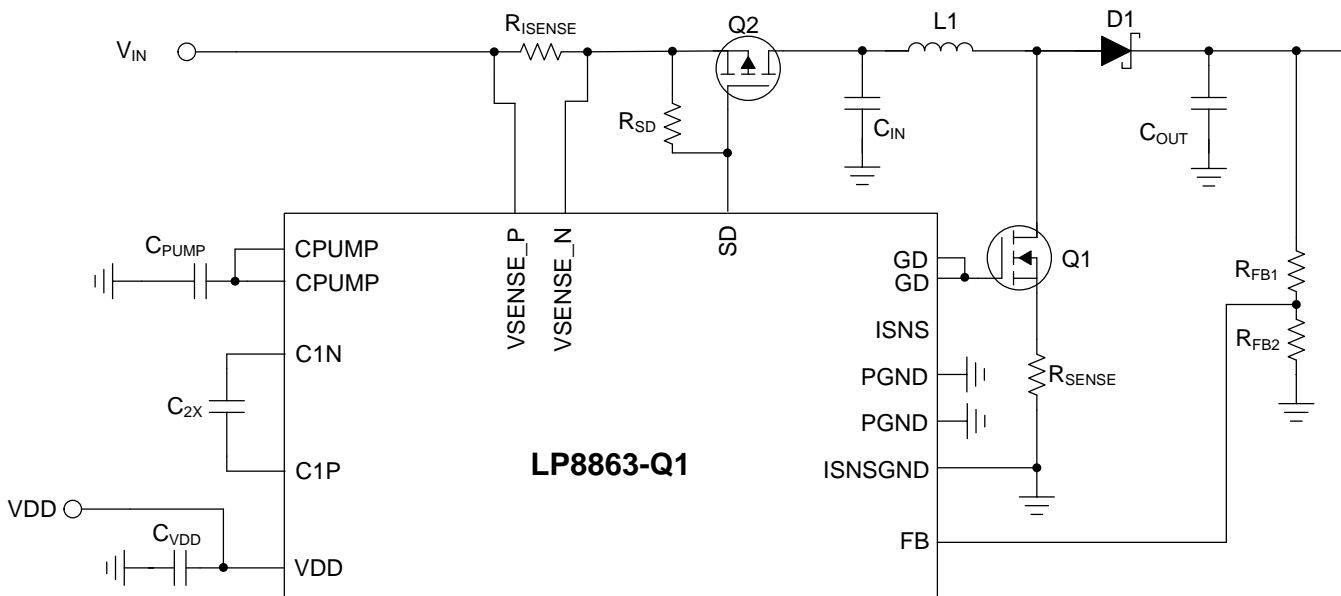 V_IN
R_ISENSE
Q2
L1
D1
R_SD
C_IN
C_OUT
C_PUMP
CPUMP
CPUMP
VSENSE_P
VSENSE_N
SD
GD
GD
Q1
R_FB1
ISNS
R_FB2
C1N
PGND
R_SENSE
C_2X
PGND
C1P
LP8863-Q1
ISNSGND
VDD
C_VDD
VDD
FB